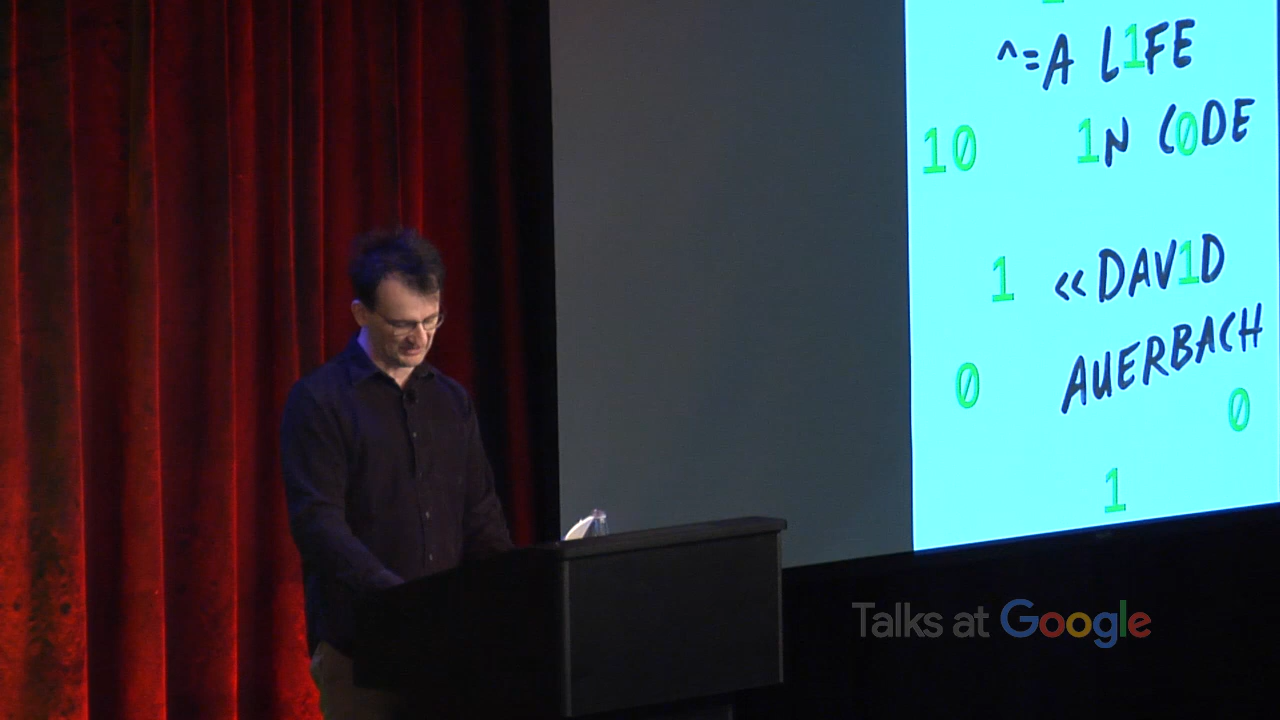 ^=A L1FE
10 1N C0DE
1 <<DAV1D
AUERBACH
0
0
1
Talks at Google